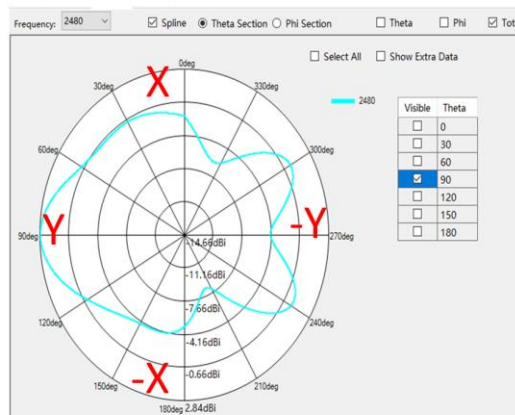 Frequency: 2480 Spline Theta Section Phi Section Theta Phi Tot
Select All Show Extra Data
2480
Visible Theta
0
30
60
90
120
150
180
0deg
30deg
330deg
60deg
300deg
90deg
270deg
120deg
240deg
150deg
210deg
180deg
X
Y
-Y
-X
-14.66dBi
-11.16dBi
-7.66dBi
-4.16dBi
-0.66dBi
2.84dBi